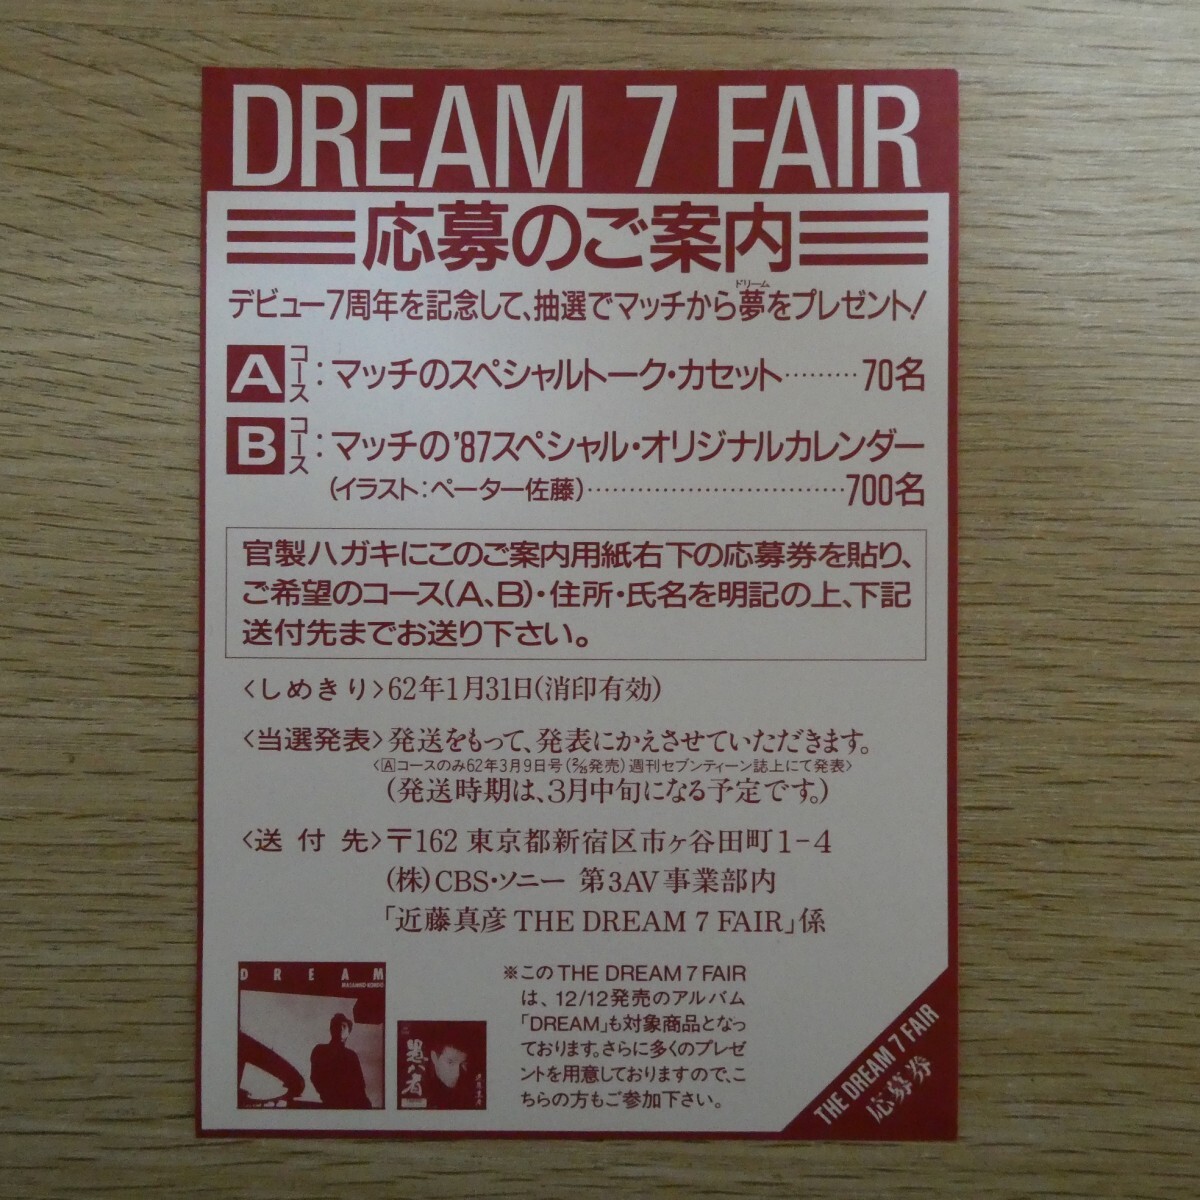 DREAM 7 FAIR
応募のご案内
デビュー7周年を記念して、抽選でマッチから夢をプレゼント!
ドリーム
Aコース:マッチのスペシャルトーク・カセット………70名
Bコース:マッチの'87スペシャル・オリジナルカレンダー
(イラスト:ペーター佐藤)…………………………700名
官製ハガキにこのご案内用紙右下の応募券を貼り、
ご希望のコース(A、B)・住所・氏名を明記の上、下記
送付先までお送り下さい。
〈しめきり〉62年1月31日(消印有効)
〈当選発表〉発送をもって、発表にかえさせていただきます。
〈Aコースのみ62年3月9日号(2/25発売)週刊セブンティーン誌上にて発表〉
(発送時期は、3月中旬になる予定です。)
〈送付先〉〒162 東京都新宿区市ヶ谷田町1-4
(株)CBS・ソニー 第3AV事業部内
「近藤真彦 THE DREAM 7 FAIR」係
DREAM
MASAHIKO KONDO
愚か者
近藤真彦
※このTHE DREAM 7 FAIR
は、12/12発売のアルバム
「DREAM」も対象商品となっ
ております。さらに多くのプレゼ
ントを用意しておりますので、こ
ちらの方もご参加下さい。
THE DREAM 7 FAIR
応募券